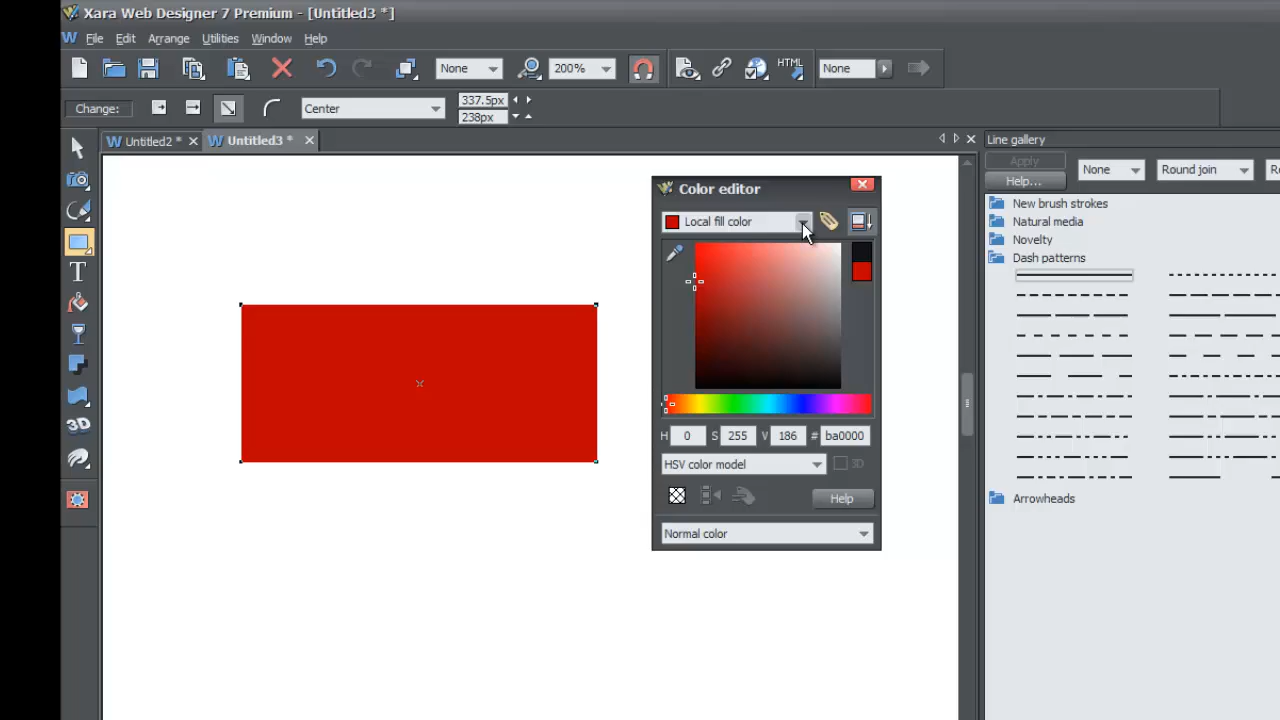 Xara Web Designer 7 Premium - [Untitled3 *]
W File Edit Arrange Utilities Window Help
None 200% HTML None
Change: Center 337.5px
238px
W Untitled2 * W Untitled3 *
Line gallery
Apply
Help...
None Round join
New brush strokes
Natural media
Novelty
Dash patterns
Arrowheads
T
3D
Color editor
Local fill color
H 0 S 255 V 186 # ba0000
HSV color model 3D
Help
Normal color